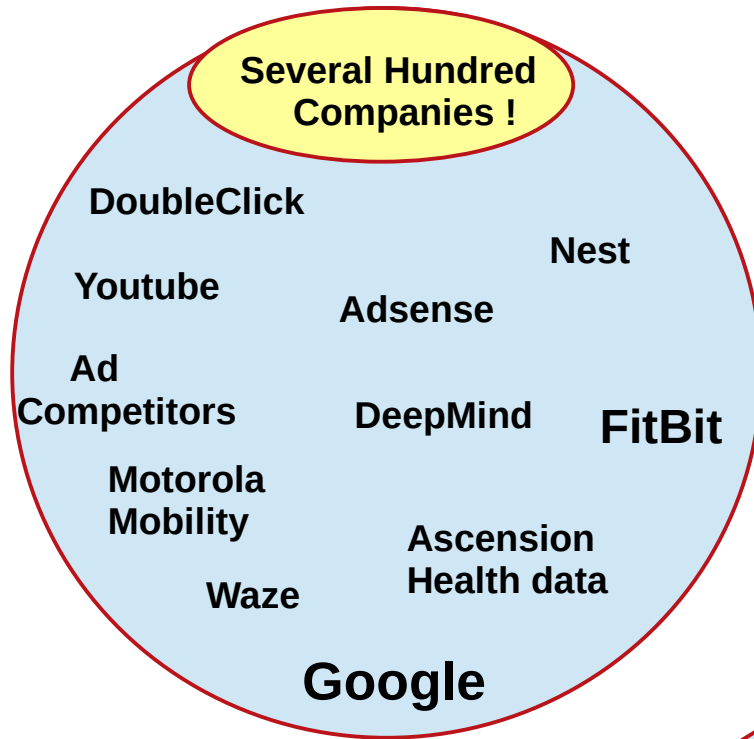 Several Hundred
Companies !
DoubleClick
Nest
Youtube
Adsense
Ad
Competitors
DeepMind
FitBit
Motorola
Mobility
Ascension
Health data
Waze
Google